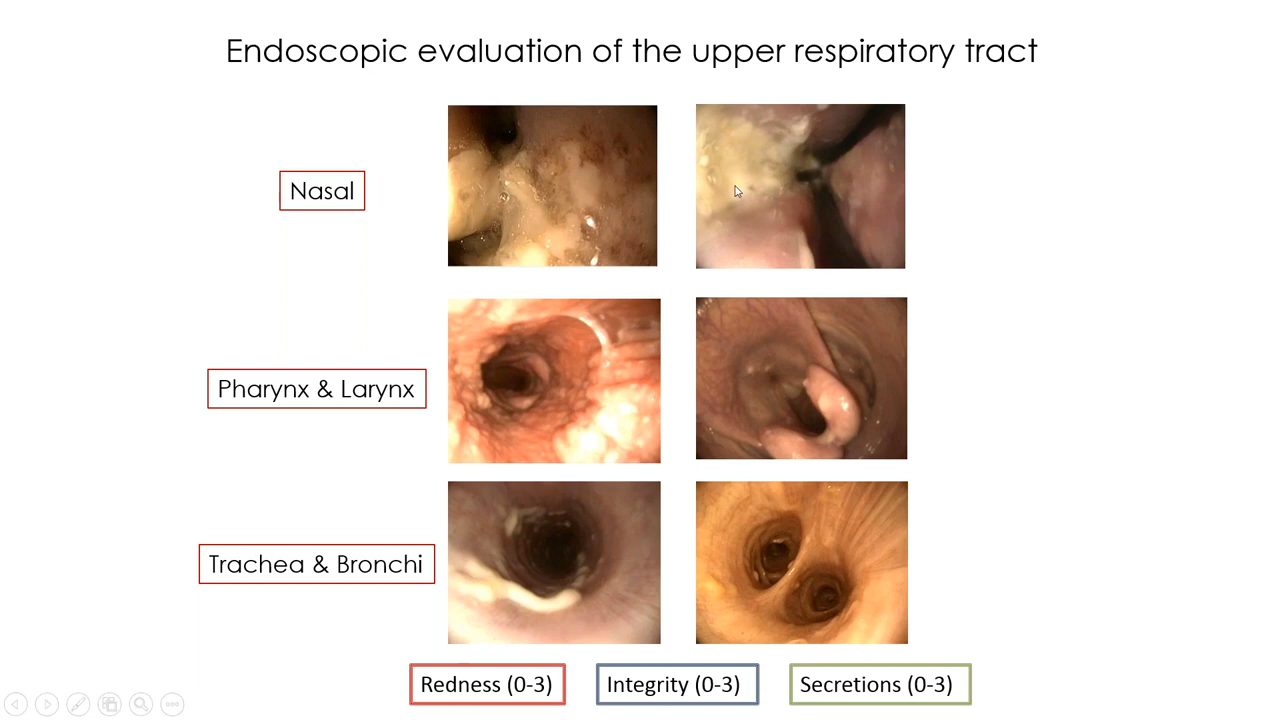 Endoscopic evaluation of the upper respiratory tract
Nasal
Pharynx & Larynx
Trachea & Bronchi
Redness (0-3)
Integrity (0-3)
Secretions (0-3)